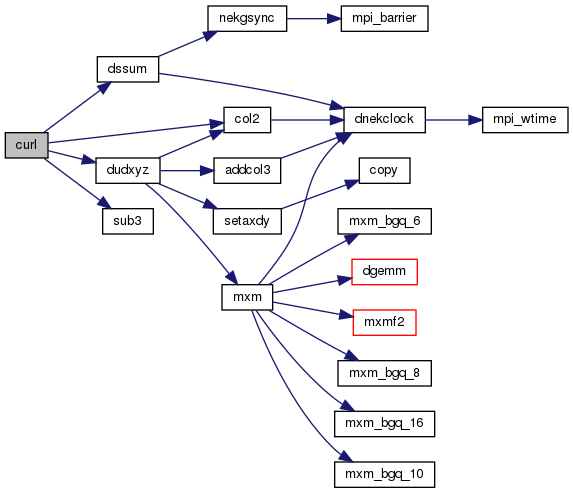 nekgsync
mpi_barrier
dssum
col2
dnekclock
mpi_wtime
curl
dudxyz
addcol3
copy
sub3
setaxdy
mxm_bgq_6
dgemm
mxm
mxmf2
mxm_bgq_8
mxm_bgq_16
mxm_bgq_10